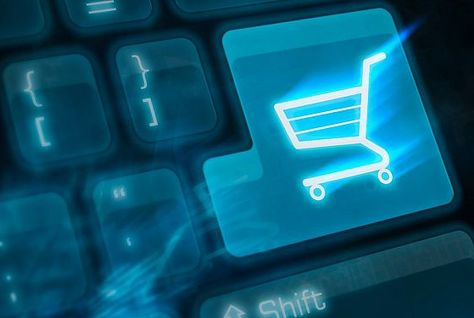 { }
[ ]
“
‘
Shift